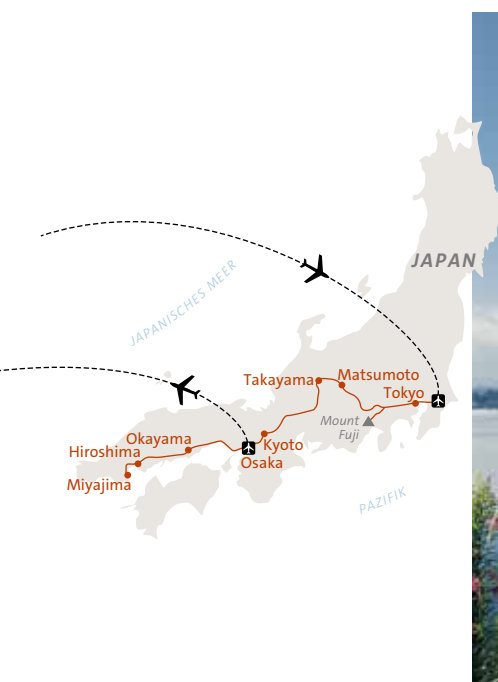 JAPANISCHES MEER
JAPAN
Takayama
Matsumoto
Tokyo
Mount
Fuji
Okayama
Kyoto
Hiroshima
Osaka
Miyajima
PAZIFIK